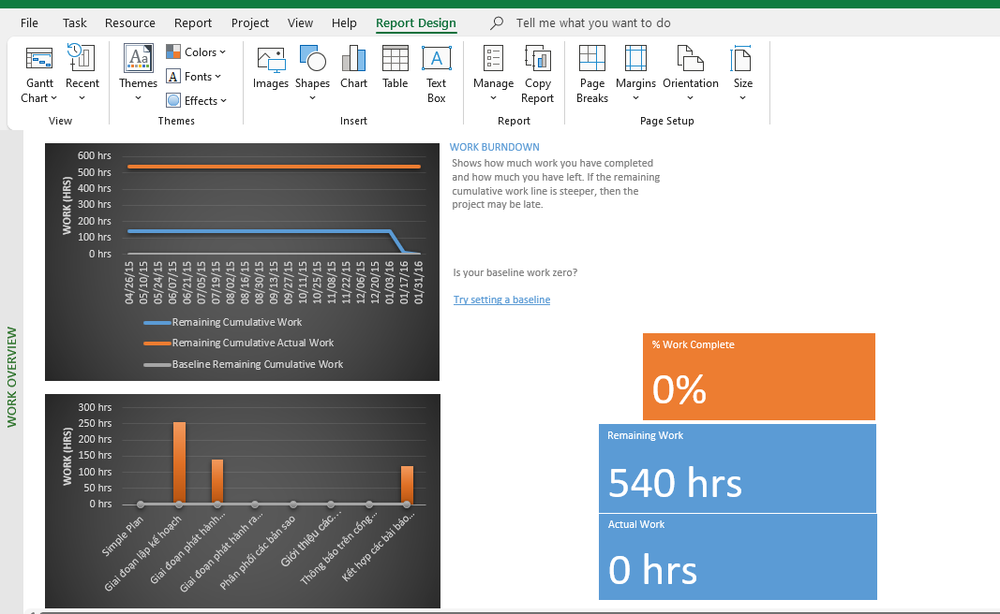 File Task Resource Report Project View Help Report Design Tell me what you want to do
Gantt Chart
Recent
View
Themes
Colors
Fonts
Effects
Themes
Images
Shapes
Chart
Table
Text Box
Insert
Manage
Copy Report
Report
Page Breaks
Margins
Orientation
Size
Page Setup
WORK OVERVIEW
WORK (HRS)
600 hrs
500 hrs
400 hrs
300 hrs
200 hrs
100 hrs
0 hrs
04/26/15
05/10/15
05/24/15
06/07/15
06/21/15
07/05/15
07/19/15
08/02/15
08/16/15
08/30/15
09/13/15
09/27/15
10/11/15
10/25/15
11/08/15
11/22/15
12/06/15
12/20/15
01/03/16
01/17/16
01/31/16
Remaining Cumulative Work
Remaining Cumulative Actual Work
Baseline Remaining Cumulative Work
WORK BURNDOWN
Shows how much work you have completed
and how much you have left. If the remaining
cumulative work line is steeper, then the
project may be late.
Is your baseline work zero?
Try setting a baseline
WORK (HRS)
300 hrs
250 hrs
200 hrs
150 hrs
100 hrs
50 hrs
0 hrs
Simple Plan
Giai đoạn lập kế hoạch
Giai đoạn phát hành...
Giai đoạn phát hành ra...
Phân phối các bản sao
Giới thiệu các...
Thông báo trên cổng...
Kết hợp các bài báo...
% Work Complete
0%
Remaining Work
540 hrs
Actual Work
0 hrs